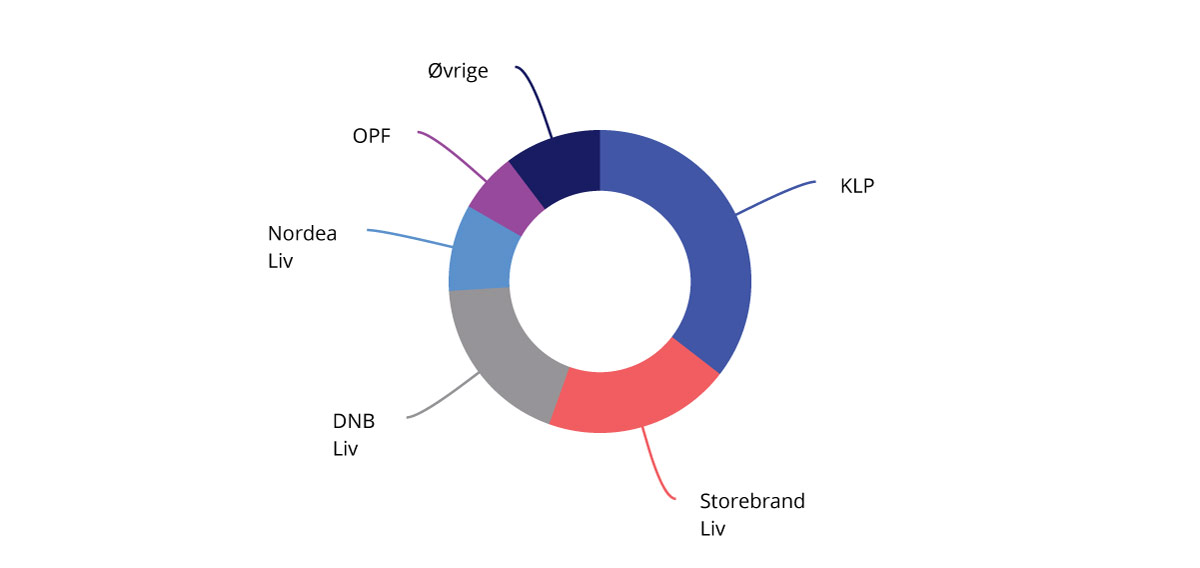 Øvrige
OPF
KLP
Nordea
Liv
DNB
Liv
Storebrand
Liv